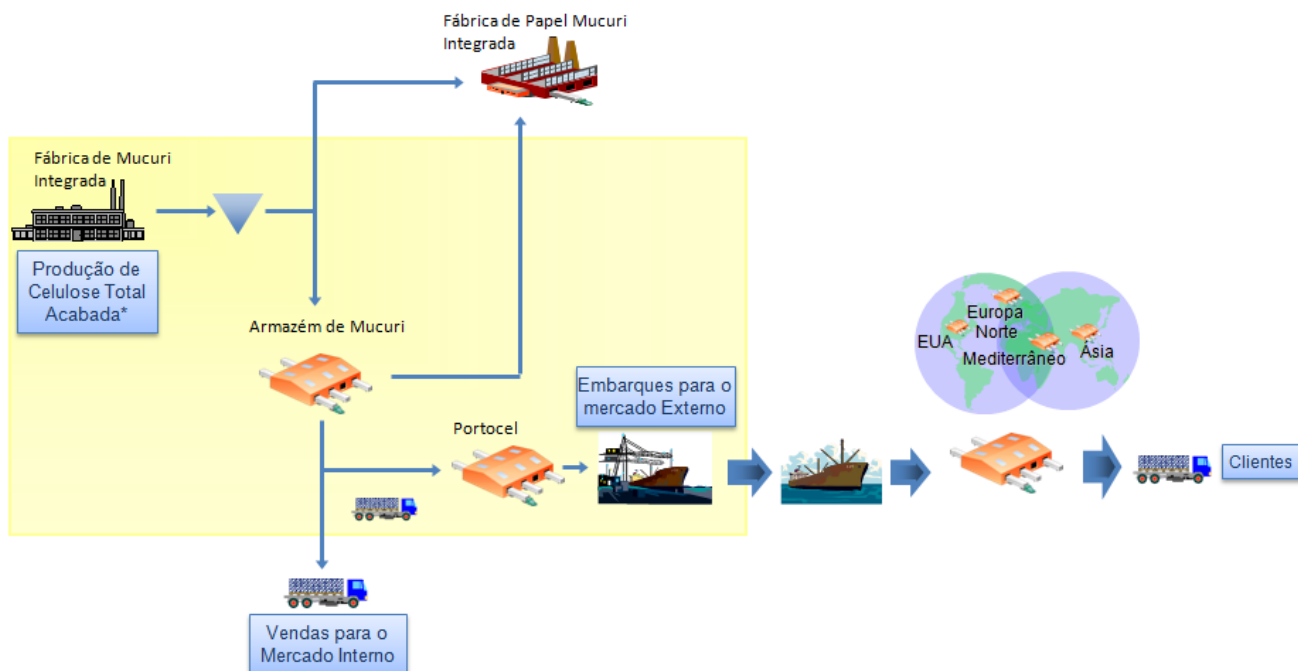 Fábrica de Papel Mucuri
Integrada
Fábrica de Mucuri
Integrada
Produção de
Celulose Total
Acabada*
Armazém de Mucuri
Portocel
Embarques para o
mercado Externo
EUA
Europa
Norte
Mediterrâneo
Ásia
Clientes
Vendas para o
Mercado Interno